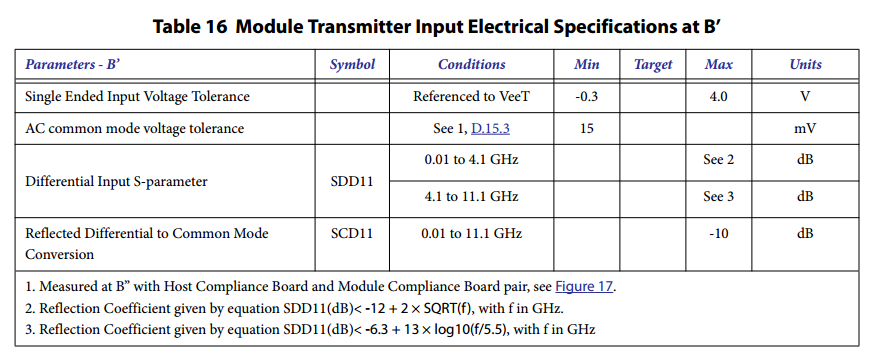 Table 16 Module Transmitter Input Electrical Specifications at B’
Parameters - B’ Symbol Conditions Min Target Max Units
Single Ended Input Voltage Tolerance Referenced to VeeT -0.3 4.0 V
AC common mode voltage tolerance See 1, D.15.3 15 mV
Differential Input S-parameter SDD11 0.01 to 4.1 GHz See 2 dB
4.1 to 11.1 GHz See 3 dB
Reflected Differential to Common Mode Conversion SCD11 0.01 to 11.1 GHz -10 dB
1. Measured at B” with Host Compliance Board and Module Compliance Board pair, see Figure 17.
2. Reflection Coefficient given by equation SDD11(dB)< -12 + 2 × SQRT(f), with f in GHz.
3. Reflection Coefficient given by equation SDD11(dB)< -6.3 + 13 × log10(f/5.5), with f in GHz